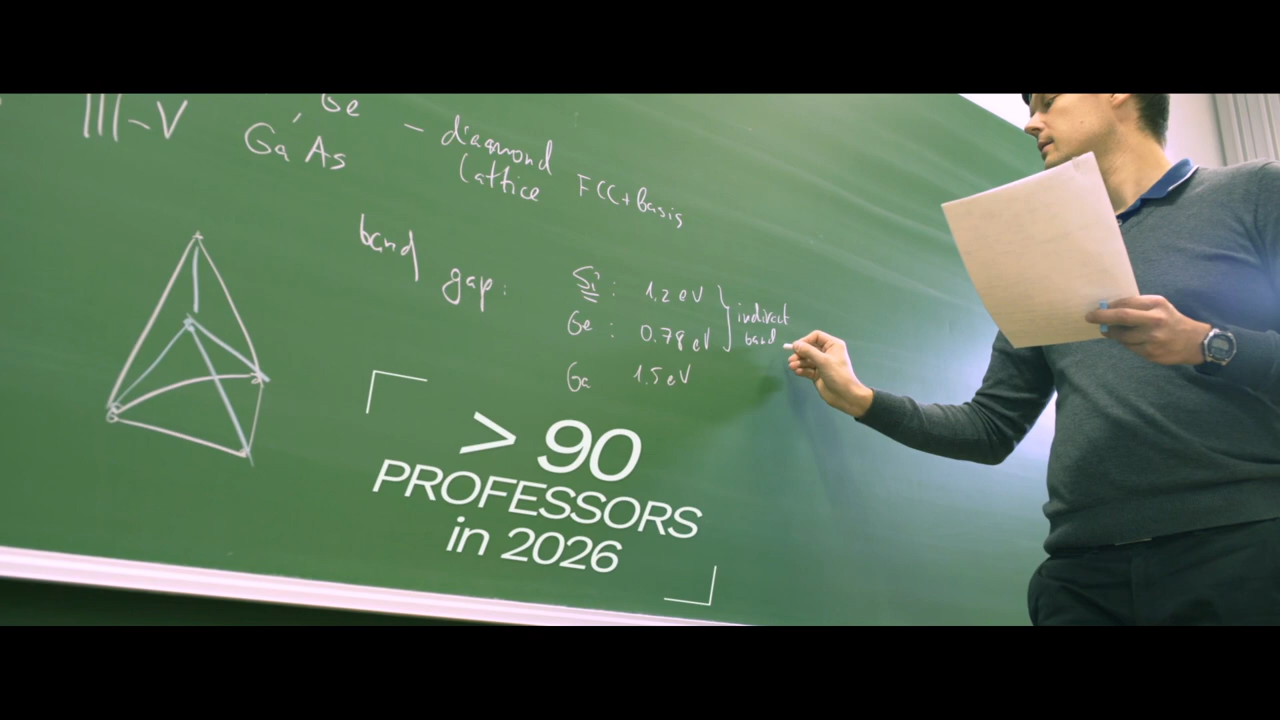 III-V
, Ge
GaAs
- diamond
lattice FCC + basis
band
gap:
Si: 1.2 eV } indirect
Ge: 0.78 eV band
Ga 1.5 eV
> 90
PROFESSORS
in 2026